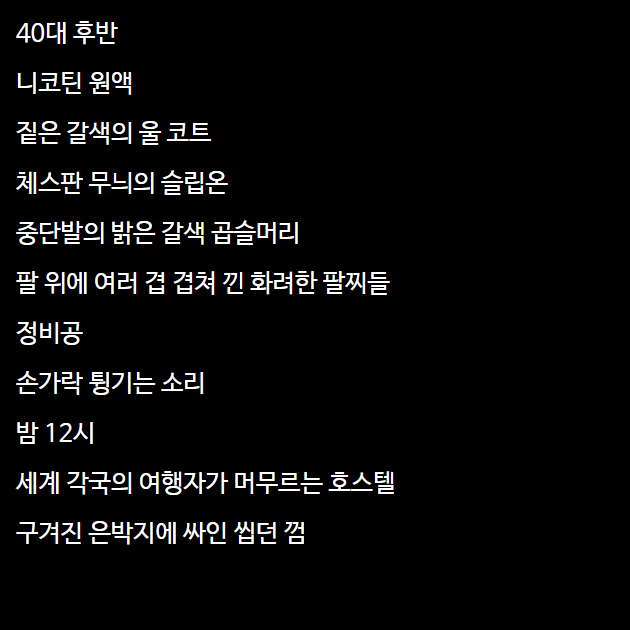 40대 후반
니코틴 원액
짙은 갈색의 울 코트
체스판 무늬의 슬립온
중단발의 밝은 갈색 곱슬머리
팔 위에 여러 겹 겹쳐 낀 화려한 팔찌들
정비공
손가락 튕기는 소리
밤 12시
세계 각국의 여행자가 머무르는 호스텔
구겨진 은박지에 싸인 씹던 껌